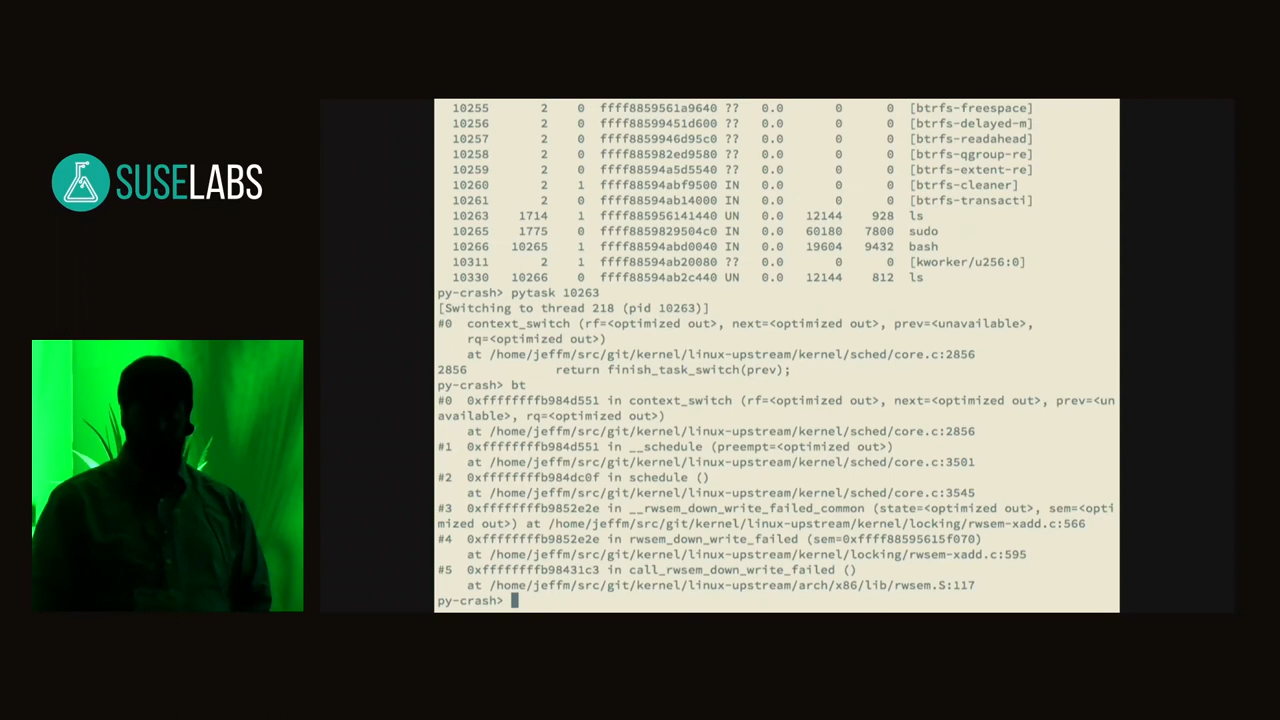 SUSELABS
10255 2 0 ffff8859561a9640 ?? 0.0 0 0 [btrfs-freespace]
10256 2 0 ffff88599451d600 ?? 0.0 0 0 [btrfs-delayed-m]
10257 2 0 ffff8859946d95c0 ?? 0.0 0 0 [btrfs-readahead]
10258 2 0 ffff885982ed9580 ?? 0.0 0 0 [btrfs-qgroup-re]
10259 2 0 ffff88594a5d5540 ?? 0.0 0 0 [btrfs-extent-re]
10260 2 1 ffff88594abf9500 IN 0.0 0 0 [btrfs-cleaner]
10261 2 0 ffff88594ab14000 IN 0.0 0 0 [btrfs-transacti]
10263 1714 1 ffff885956141440 UN 0.0 12144 928 ls
10265 1775 0 ffff8859829504c0 IN 0.0 60180 7800 sudo
10266 10265 1 ffff88594abd0040 IN 0.0 19604 9432 bash
10311 2 1 ffff88594ab20080 ?? 0.0 0 0 [kworker/u256:0]
10330 10266 0 ffff88594ab2c440 UN 0.0 12144 812 ls
py-crash> pytask 10263
[Switching to thread 218 (pid 10263)]
#0 context_switch (rf=<optimized out>, next=<optimized out>, prev=<unavailable>,
rq=<optimized out>)
at /home/jeffm/src/git/kernel/linux-upstream/kernel/sched/core.c:2856
2856 return finish_task_switch(prev);
py-crash> bt
#0 0xffffffffb984d551 in context_switch (rf=<optimized out>, next=<optimized out>, prev=<un
available>, rq=<optimized out>)
at /home/jeffm/src/git/kernel/linux-upstream/kernel/sched/core.c:2856
#1 0xffffffffb984d551 in __schedule (preempt=<optimized out>)
at /home/jeffm/src/git/kernel/linux-upstream/kernel/sched/core.c:3501
#2 0xffffffffb984dc0f in schedule ()
at /home/jeffm/src/git/kernel/linux-upstream/kernel/sched/core.c:3545
#3 0xffffffffb9852e2e in __rwsem_down_write_failed_common (state=<optimized out>, sem=<opti
mized out>) at /home/jeffm/src/git/kernel/linux-upstream/kernel/locking/rwsem-xadd.c:566
#4 0xffffffffb9852e2e in rwsem_down_write_failed (sem=0xffff88595615f070)
at /home/jeffm/src/git/kernel/linux-upstream/kernel/locking/rwsem-xadd.c:595
#5 0xffffffffb98431c3 in call_rwsem_down_write_failed ()
at /home/jeffm/src/git/kernel/linux-upstream/arch/x86/lib/rwsem.S:117
py-crash>